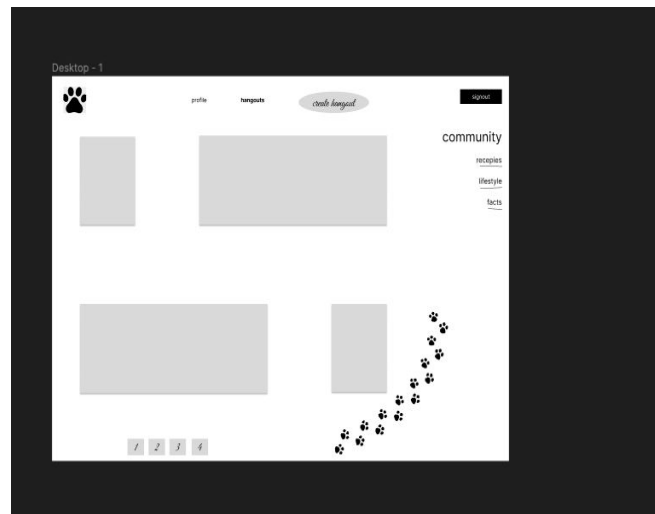 Desktop - 1
profile hangouts create hangout signout
community
recepies
lifestyle
facts
1 2 3 4